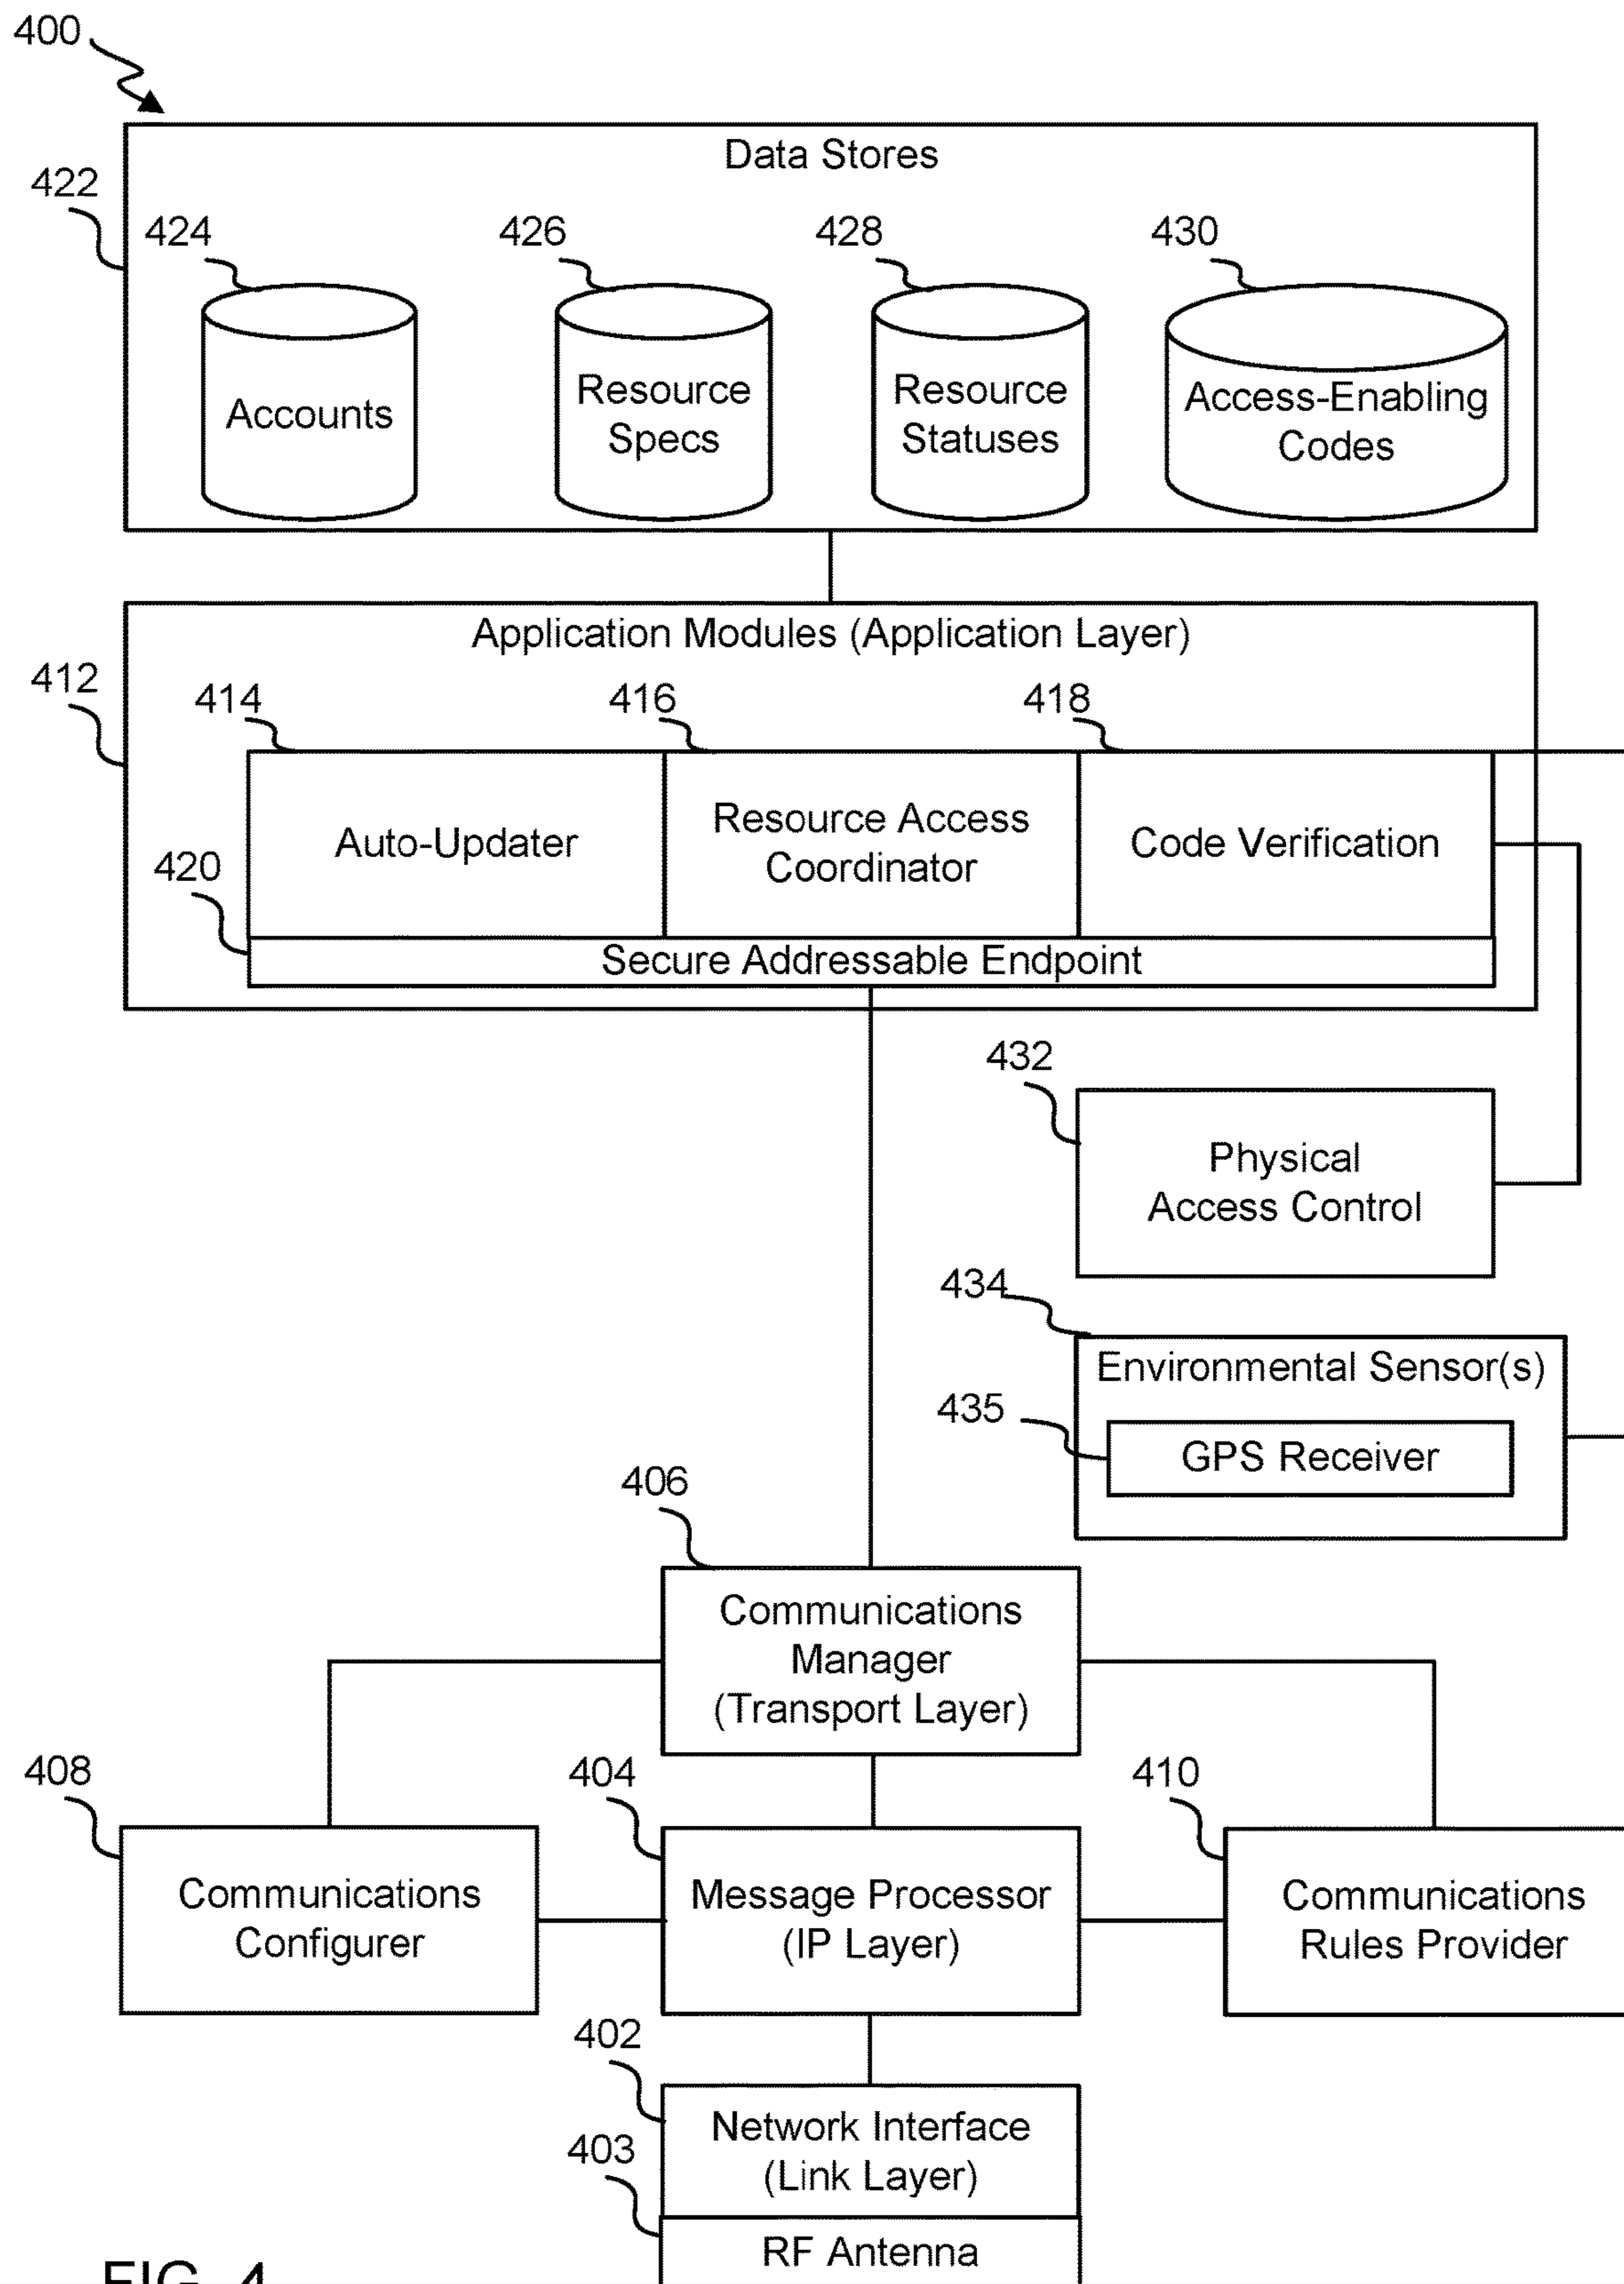 400
Data Stores
422
424
426
428
430
Accounts
Resource
Specs
Resource
Statuses
Access-Enabling
Codes
Application Modules (Application Layer)
412
414
416
418
Auto-Updater
Resource Access
Coordinator
Code Verification
420
Secure Addressable Endpoint
432
Physical
Access Control
434
Environmental Sensor(s)
435
GPS Receiver
406
Communications
Manager
(Transport Layer)
408
404
410
Communications
Configurer
Message Processor
(IP Layer)
Communications
Rules Provider
402
Network Interface
(Link Layer)
403
RF Antenna
FIG. 4